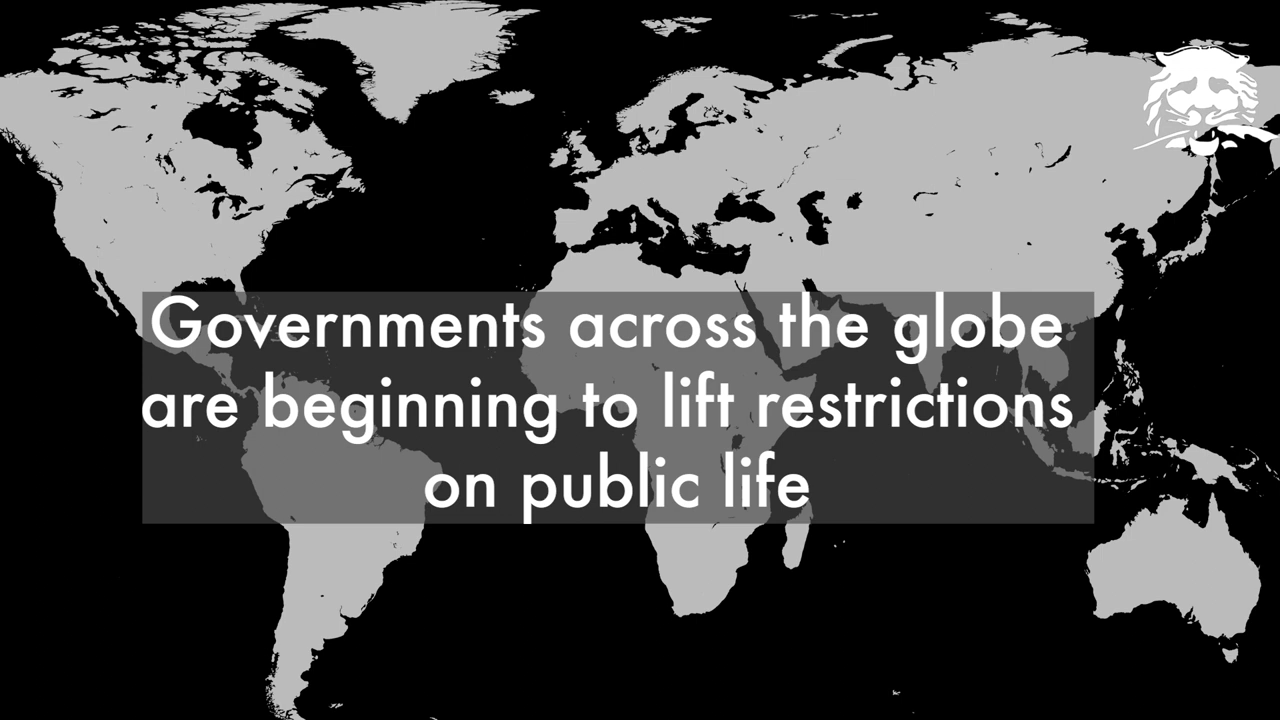 Governments across the globe
are beginning to lift restrictions
on public life